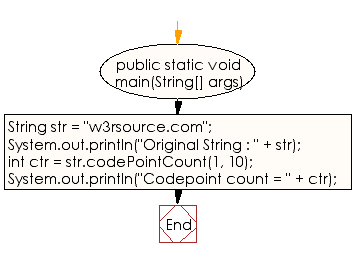 public static void
main(String[] args)
String str = "w3rsource.com";
System.out.println("Original String : " + str);
int ctr = str.codePointCount(1, 10);
System.out.println("Codepoint count = " + ctr);
End